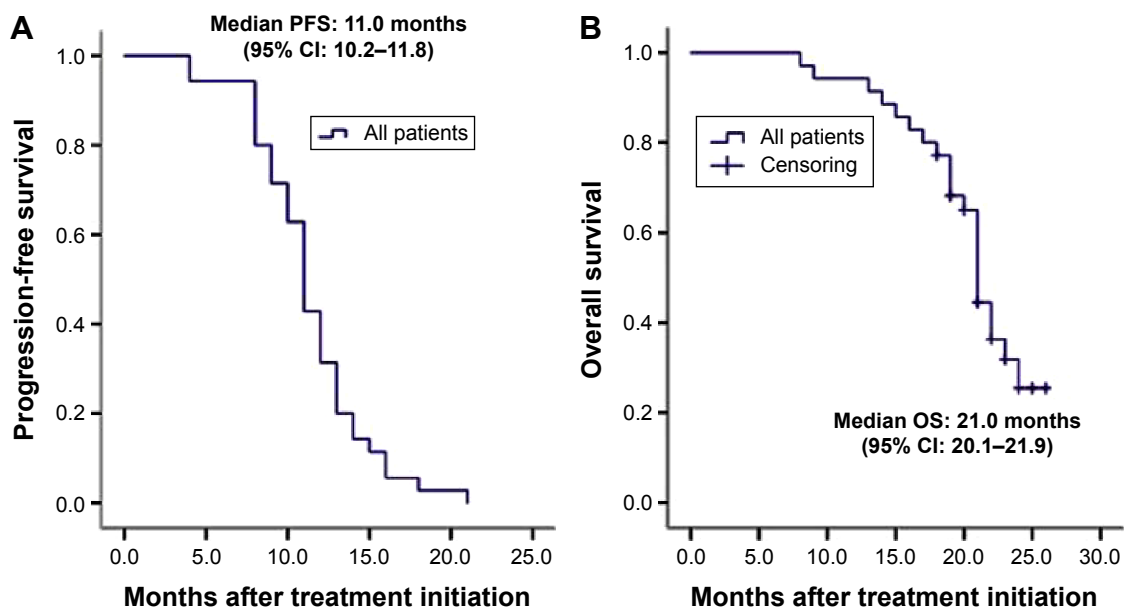 A
Median PFS: 11.0 months
(95% CI: 10.2–11.8)
All patients
Progression-free survival
1.0
0.8
0.6
0.4
0.2
0.0
0.0 5.0 10.0 15.0 20.0 25.0
Months after treatment initiation
B
All patients
Censoring
Overall survival
1.0
0.8
0.6
0.4
0.2
0.0
Median OS: 21.0 months
(95% CI: 20.1–21.9)
0.0 5.0 10.0 15.0 20.0 25.0 30.0
Months after treatment initiation